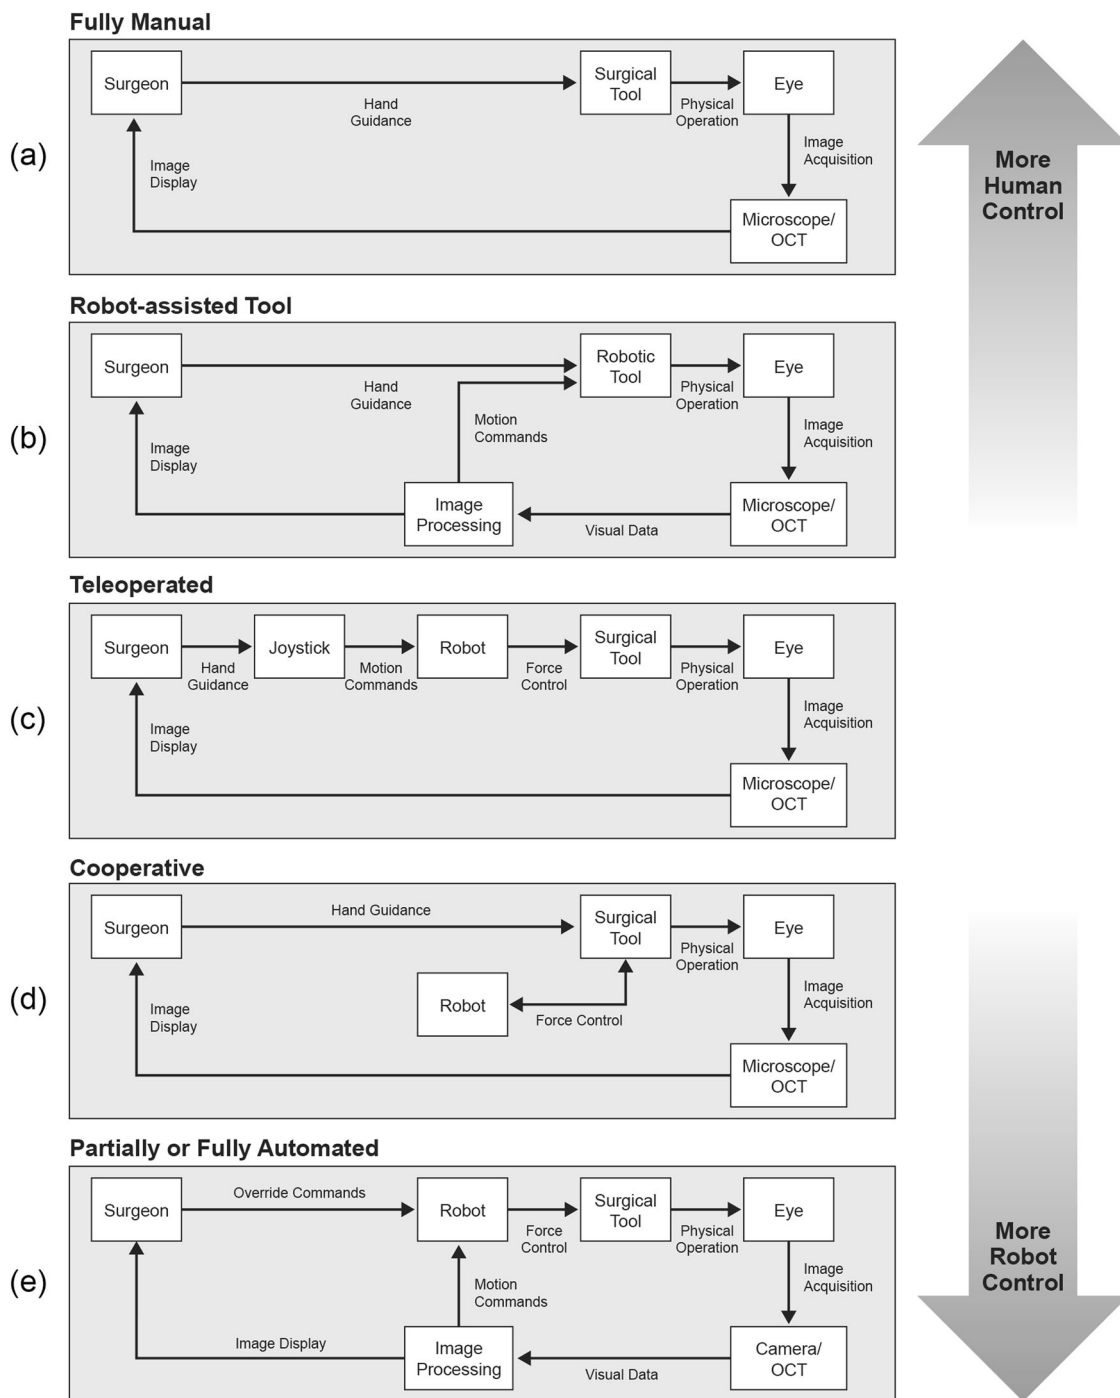 Fully Manual
(a)
Surgeon
Hand
Guidance
Surgical
Tool
Physical
Operation
Eye
Image
Acquisition
Microscope/
OCT
Image
Display
More
Human
Control
Robot-assisted Tool
(b)
Surgeon
Hand
Guidance
Robotic
Tool
Physical
Operation
Eye
Motion
Commands
Image
Acquisition
Image
Display
Image
Processing
Visual Data
Microscope/
OCT
Teleoperated
(c)
Surgeon
Hand
Guidance
Joystick
Motion
Commands
Robot
Force
Control
Surgical
Tool
Physical
Operation
Eye
Image
Acquisition
Image
Display
Microscope/
OCT
Cooperative
(d)
Surgeon
Hand Guidance
Surgical
Tool
Physical
Operation
Eye
Robot
Force Control
Image
Acquisition
Image
Display
Microscope/
OCT
Partially or Fully Automated
(e)
Surgeon
Override Commands
Robot
Force
Control
Surgical
Tool
Physical
Operation
Eye
Motion
Commands
Image
Acquisition
Image Display
Image
Processing
Visual Data
Camera/
OCT
More
Robot
Control